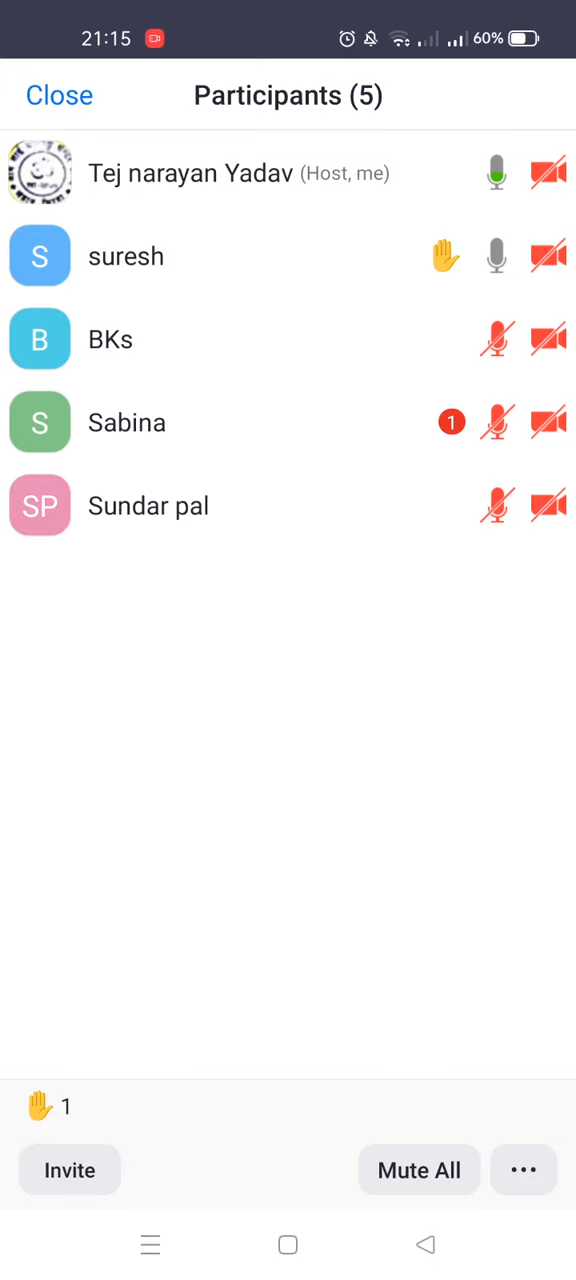 21:15
60%
Close Participants (5)
Tej narayan Yadav (Host, me)
S suresh
B BKs
S Sabina 1
SP Sundar pal
1
Invite Mute All